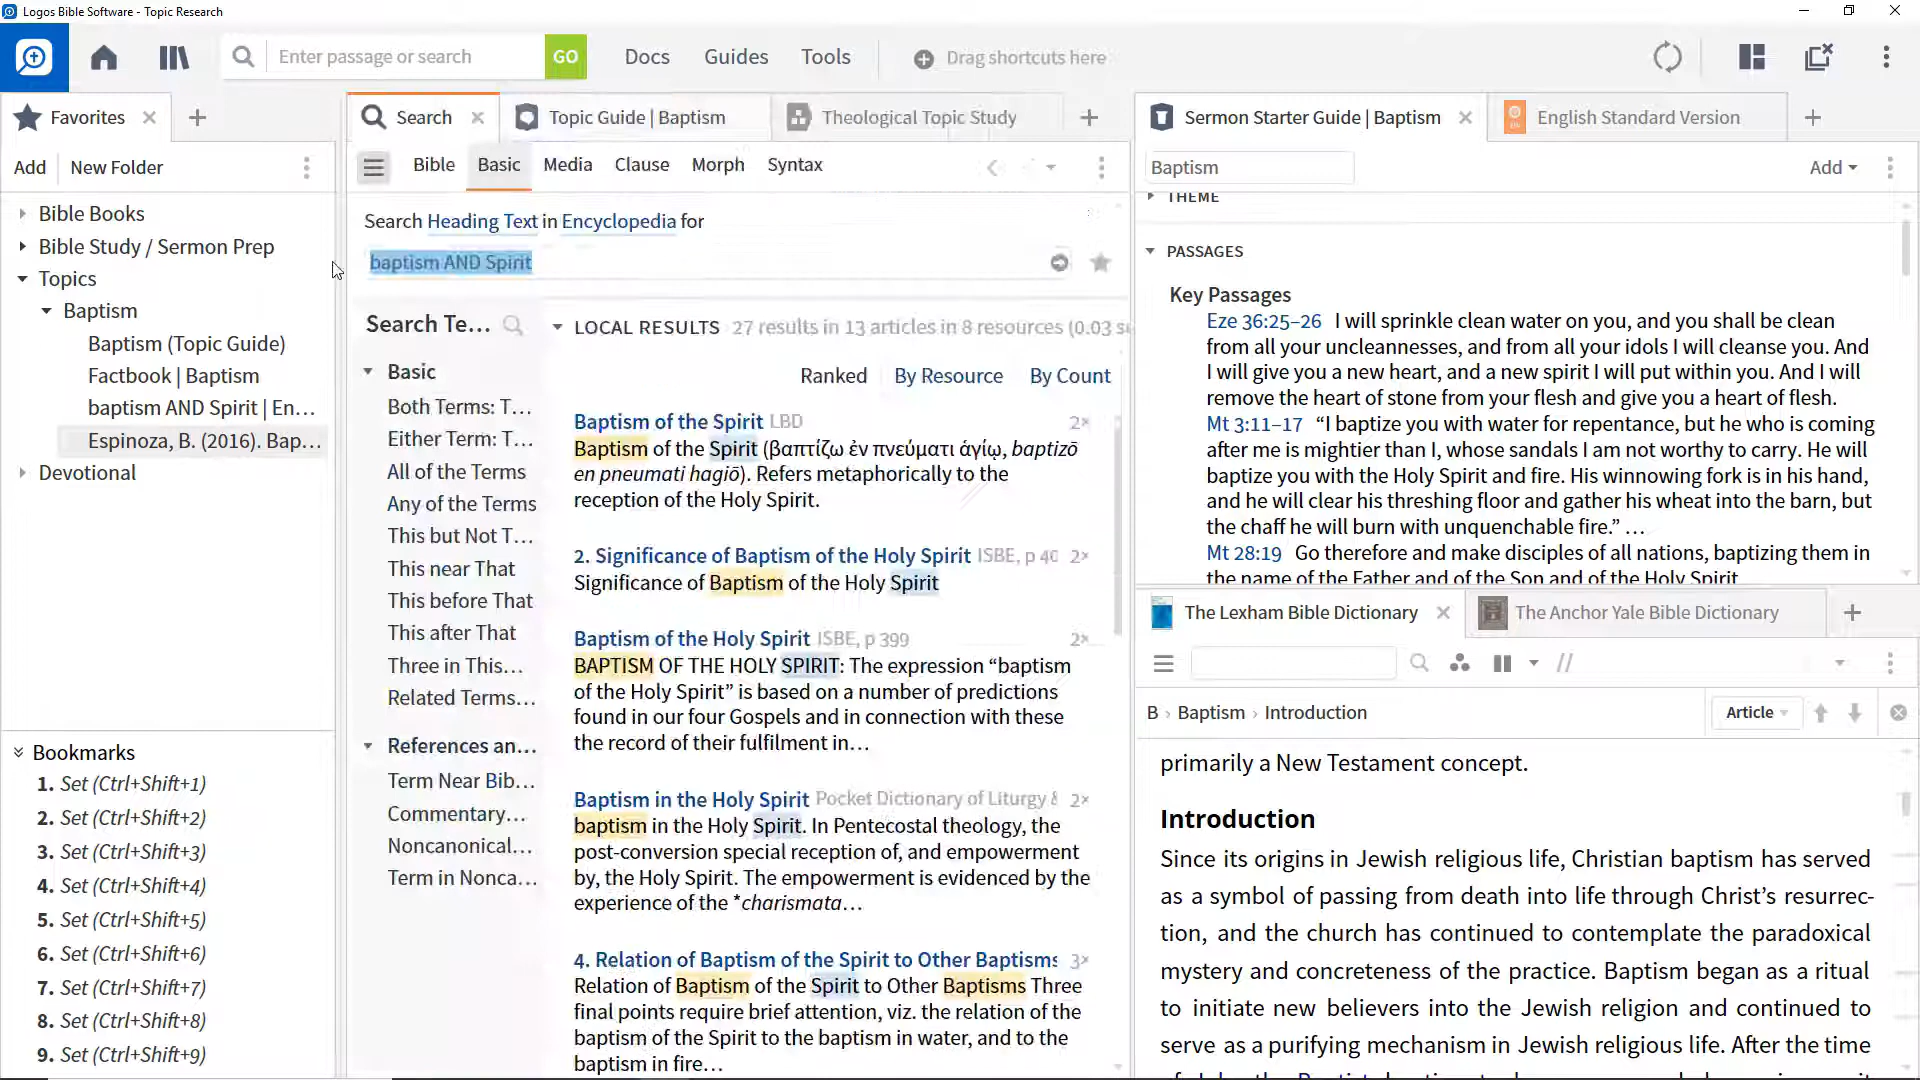 Logos Bible Software - Topic Research
Enter passage or search
GO
Docs
Guides
Tools
Drag shortcuts here
Favorites
Add
New Folder
Bible Books
Bible Study / Sermon Prep
Topics
Baptism
Baptism (Topic Guide)
Factbook | Baptism
baptism AND Spirit | En...
Espinoza, B. (2016). Bap...
Devotional
Bookmarks
1. Set (Ctrl+Shift+1)
2. Set (Ctrl+Shift+2)
3. Set (Ctrl+Shift+3)
4. Set (Ctrl+Shift+4)
5. Set (Ctrl+Shift+5)
6. Set (Ctrl+Shift+6)
7. Set (Ctrl+Shift+7)
8. Set (Ctrl+Shift+8)
9. Set (Ctrl+Shift+9)
Search
Topic Guide | Baptism
Theological Topic Study
Bible
Basic
Media
Clause
Morph
Syntax
Search Heading Text in Encyclopedia for
baptism AND Spirit
Search Te...
Basic
Both Terms: T...
Either Term: T...
All of the Terms
Any of the Terms
This but Not T...
This near That
This before That
This after That
Three in This...
Related Terms...
References an...
Term Near Bib...
Commentary...
Noncanonical...
Term in Nonca...
LOCAL RESULTS 27 results in 13 articles in 8 resources (0.03
Ranked
By Resource
By Count
Baptism of the Spirit LBD 2×
Baptism of the Spirit (βαπτίζω ἐν πνεύματι ἁγίῳ, baptizō
en pneumati hagiō). Refers metaphorically to the
reception of the Holy Spirit.
2. Significance of Baptism of the Holy Spirit ISBE, p 40 2×
Significance of Baptism of the Holy Spirit
Baptism of the Holy Spirit ISBE, p 399 2×
BAPTISM OF THE HOLY SPIRIT: The expression “baptism
of the Holy Spirit” is based on a number of predictions
found in our four Gospels and in connection with these
the record of their fulfilment in…
Baptism in the Holy Spirit Pocket Dictionary of Liturgy & 2×
baptism in the Holy Spirit. In Pentecostal theology, the
post-conversion special reception of, and empowerment
by, the Holy Spirit. The empowerment is evidenced by the
experience of the *charismata…
4. Relation of Baptism of the Spirit to Other Baptisms 3×
Relation of Baptism of the Spirit to Other Baptisms Three
final points require brief attention, viz. the relation of the
baptism of the Spirit to the baptism in water, and to the
baptism in fire…
Sermon Starter Guide | Baptism
English Standard Version
Baptism
Add
THEME
PASSAGES
Key Passages
Eze 36:25–26 I will sprinkle clean water on you, and you shall be clean
from all your uncleannesses, and from all your idols I will cleanse you. And
I will give you a new heart, and a new spirit I will put within you. And I will
remove the heart of stone from your flesh and give you a heart of flesh.
Mt 3:11–17 “I baptize you with water for repentance, but he who is coming
after me is mightier than I, whose sandals I am not worthy to carry. He will
baptize you with the Holy Spirit and fire. His winnowing fork is in his hand,
and he will clear his threshing floor and gather his wheat into the barn, but
the chaff he will burn with unquenchable fire.” …
Mt 28:19 Go therefore and make disciples of all nations, baptizing them in
the name of the Father and of the Son and of the Holy Spirit
The Lexham Bible Dictionary
The Anchor Yale Bible Dictionary
B › Baptism › Introduction
Article
primarily a New Testament concept.
Introduction
Since its origins in Jewish religious life, Christian baptism has served
as a symbol of passing from death into life through Christ’s resurrec-
tion, and the church has continued to contemplate the paradoxical
mystery and concreteness of the practice. Baptism began as a ritual
to initiate new believers into the Jewish religion and continued to
serve as a purifying mechanism in Jewish religious life. After the time